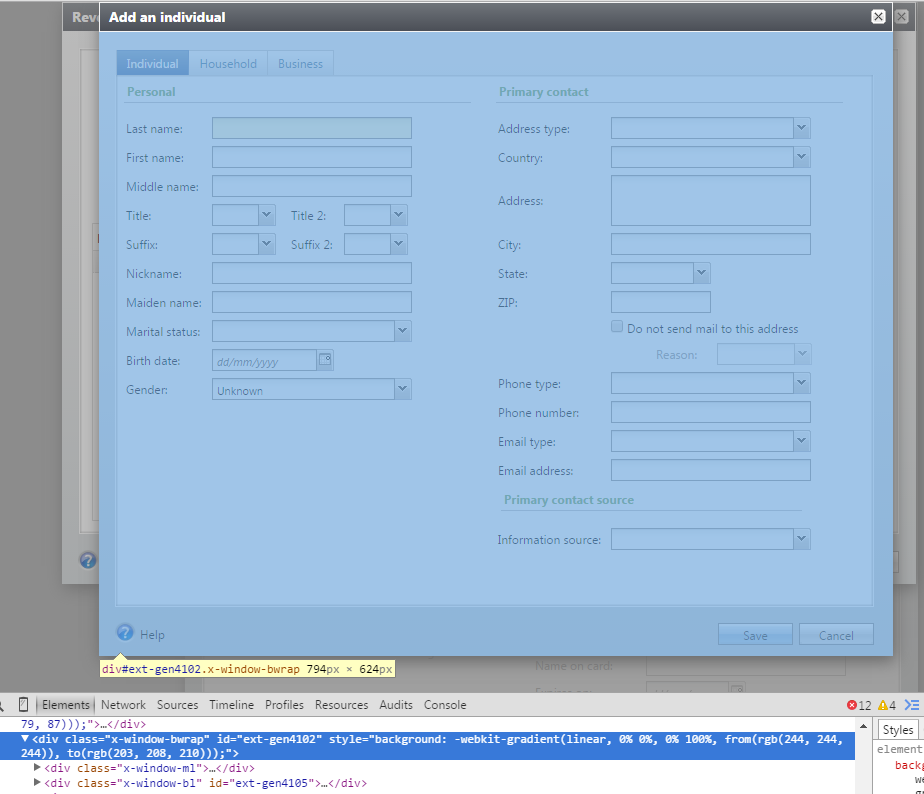 Reve
Add an individual
Individual Household Business
Personal
Last name:
First name:
Middle name:
Title: Title 2:
Suffix: Suffix 2:
Nickname:
Maiden name:
Marital status:
Birth date: dd/mm/yyyy
Gender: Unknown
Primary contact
Address type:
Country:
Address:
City:
State:
ZIP:
Do not send mail to this address
Reason:
Phone type:
Phone number:
Email type:
Email address:
Primary contact source
Information source:
? Help
Save Cancel
div#ext-gen4102.x-window-bwrap 794px × 624px
Name on card:
Elements Network Sources Timeline Profiles Resources Audits Console 12 4
79, 87)));">…</div>
<div class="x-window-bwrap" id="ext-gen4102" style="background: -webkit-gradient(linear, 0% 0%, 0% 100%, from(rgb(244, 244,
244)), to(rgb(203, 208, 210)));">
<div class="x-window-ml">…</div>
<div class="x-window-bl" id="ext-gen4105">…</div>
Styles
element
backg
we